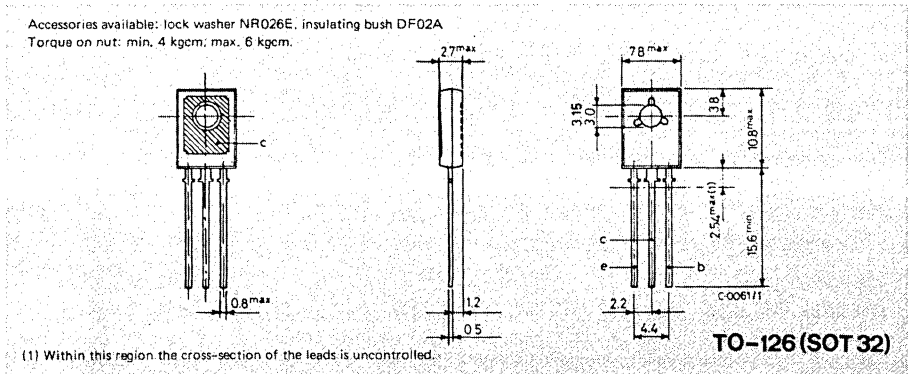 Accessories available: lock washer NR026E, insulating bush DF02A
Torque on nut: min. 4 kgcm; max. 6 kgcm.
2.7max
7.8max
3.15
3.0
3.8
10.8max
c
2.54max(1)
15.6min
c
e
b
0.8max
1.2
0.5
2.2
4.4
C-0061/1
TO-126 (SOT 32)
(1) Within this region the cross-section of the leads is uncontrolled.